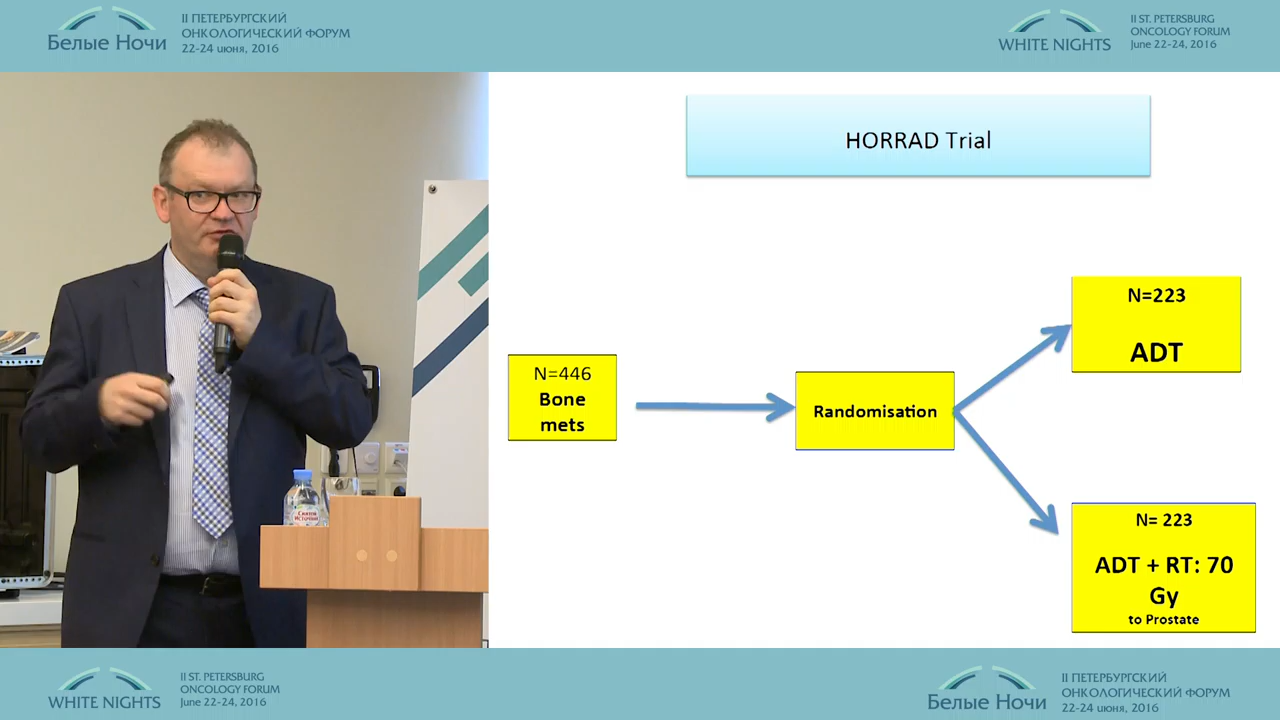 Белые Ночи
II ПЕТЕРБУРГСКИЙ
ОНКОЛОГИЧЕСКИЙ ФОРУМ
22-24 июня, 2016
WHITE NIGHTS
II ST. PETERSBURG
ONCOLOGY FORUM
June 22-24, 2016
HORRAD Trial
N=446
Bone
mets
Randomisation
N=223
ADT
N= 223
ADT + RT: 70
Gy
to Prostate
Святой
Источник
WHITE NIGHTS
II ST. PETERSBURG
ONCOLOGY FORUM
June 22-24, 2016
Белые Ночи
II ПЕТЕРБУРГСКИЙ
ОНКОЛОГИЧЕСКИЙ ФОРУМ
22-24 июня, 2016